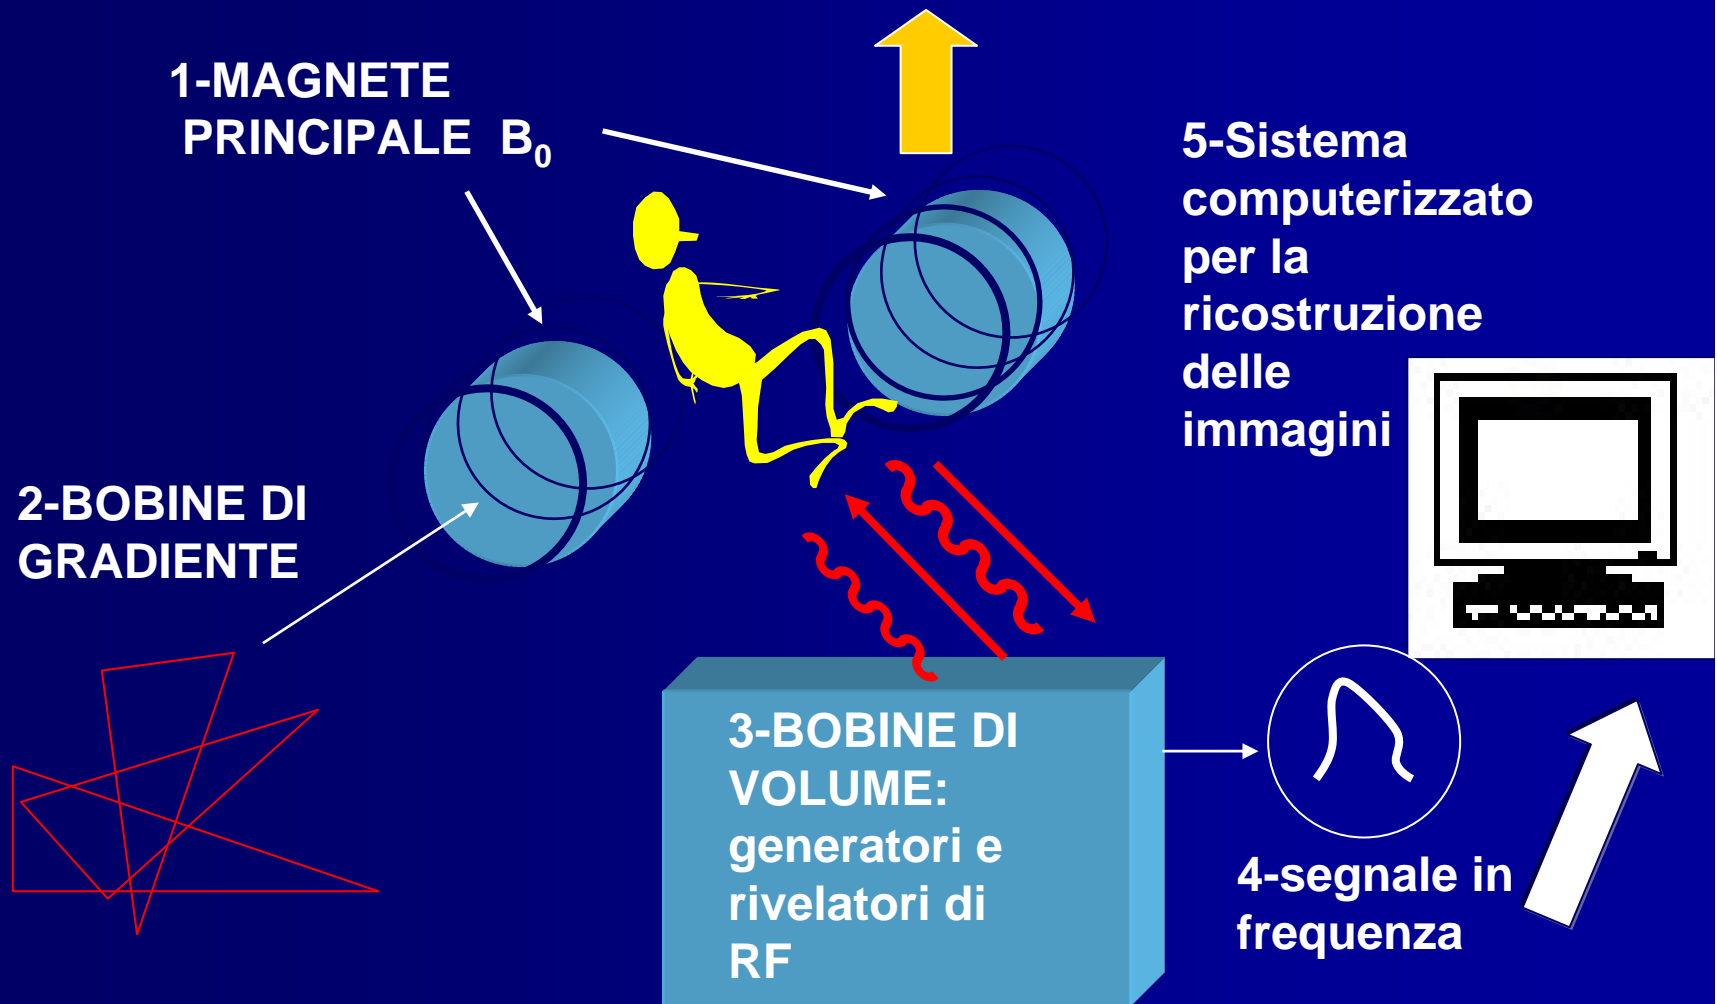 1-MAGNETE
PRINCIPALE B₀
5-Sistema
computerizzato
per la
ricostruzione
delle
immagini
2-BOBINE DI
GRADIENTE
3-BOBINE DI
VOLUME:
generatori e
rivelatori di
RF
4-segnale in
frequenza